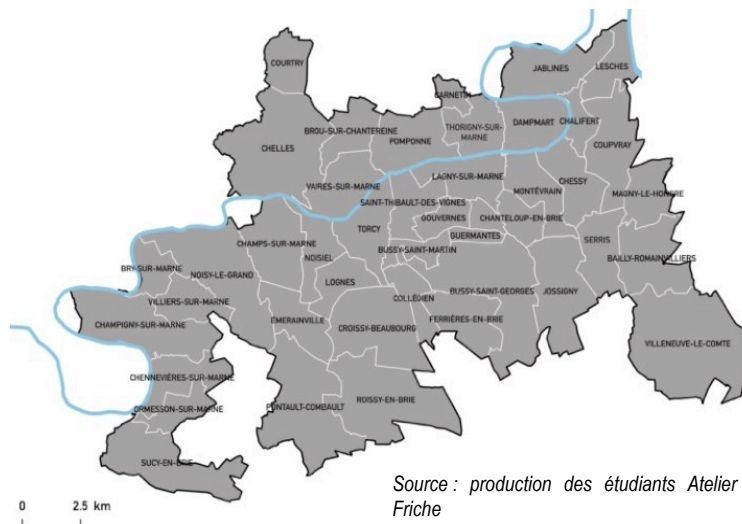 COURTRY
JABLINES
LESCHES
CARNETIN
BROU-SUR-CHANTEREINE
POMPONNE
THORIGNY-SUR-
MARNE
DAMPMART
CHALIFERT
CHELLES
COUPVRAY
VAIRES-SUR-MARNE
LAGNY-SUR-MARNE
CHESSY
MONTÉVRAIN
MAGNY-LE-HONGRE
SAINT-THIBAULT-DES-VIGNES
GOUVERNES
CHANTELOUP-EN-BRIE
TORCY
GUERMANTES
CHAMPS-SUR-MARNE
NOISIEL
BUSSY-SAINT-MARTIN
SERRIS
BAILLY-ROMAINVILLIERS
BRY-SUR-MARNE
NOISY-LE-GRAND
LOGNES
BUSSY-SAINT-GEORGES
JOSSIGNY
VILLIERS-SUR-MARNE
COLLÉGIEN
CHAMPIGNY-SUR-MARNE
EMERAINVILLE
CROISSY-BEAUBOURG
FERRIÈRES-EN-BRIE
VILLENEUVE-LE-COMTE
CHENNEVIÈRES-SUR-MARNE
ROISSY-EN-BRIE
ORMESSON-SUR-MARNE
PONTAULT-COMBAULT
SUCY-EN-BRIE
Source : production des étudiants Atelier
Friche
0 2.5 km